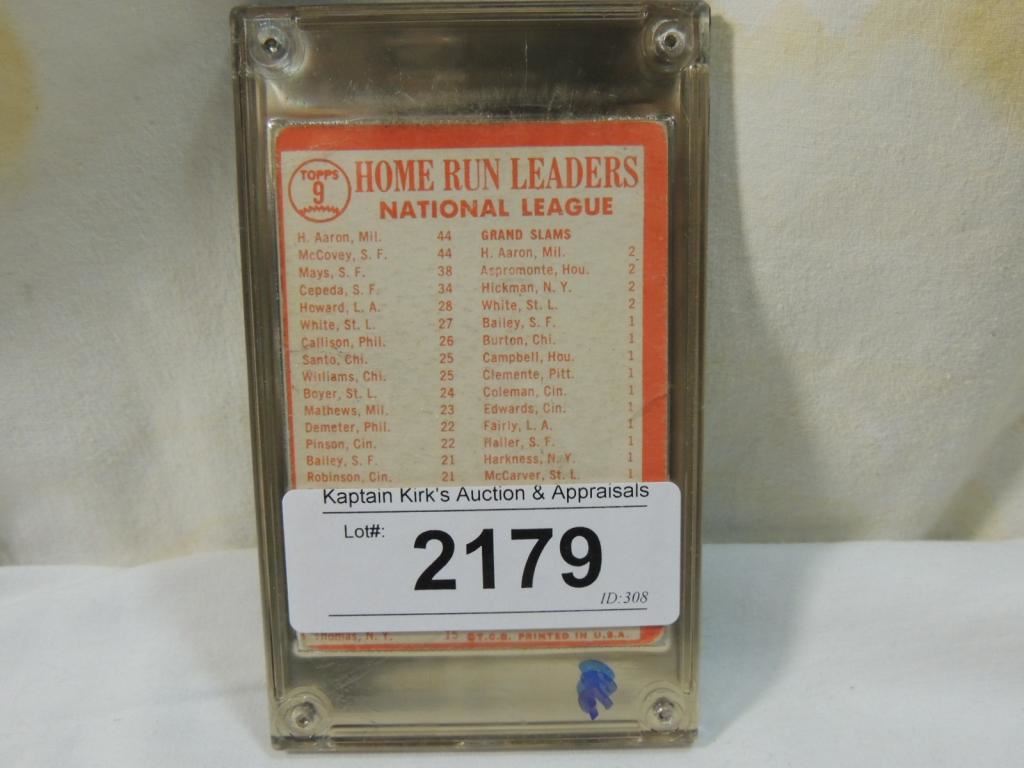 TOPPS
9
HOME RUN LEADERS
NATIONAL LEAGUE
H. Aaron, Mil. 44
McCovey, S. F. 44
Mays, S. F. 38
Cepeda, S. F. 34
Howard, L. A. 28
White, St. L. 27
Callison, Phil. 26
Santo, Chi. 25
Williams, Chi. 25
Boyer, St. L. 24
Mathews, Mil. 23
Demeter, Phil. 22
Pinson, Cin. 22
Bailey, S. F. 21
Robinson, Cin. 21
GRAND SLAMS
H. Aaron, Mil. 2
Aspromonte, Hou. 2
Hickman, N. Y. 2
White, St. L. 2
Bailey, S. F. 1
Burton, Chi. 1
Campbell, Hou. 1
Clemente, Pitt. 1
Coleman, Cin. 1
Edwards, Cin. 1
Fairly, L. A. 1
Haller, S. F. 1
Harkness, N. Y. 1
McCarver, St. L. 1
Kaptain Kirk's Auction & Appraisals
Lot#: 2179
ID:308
Thomas, N. Y. 15 ©T.C.G. PRINTED IN U.S.A.